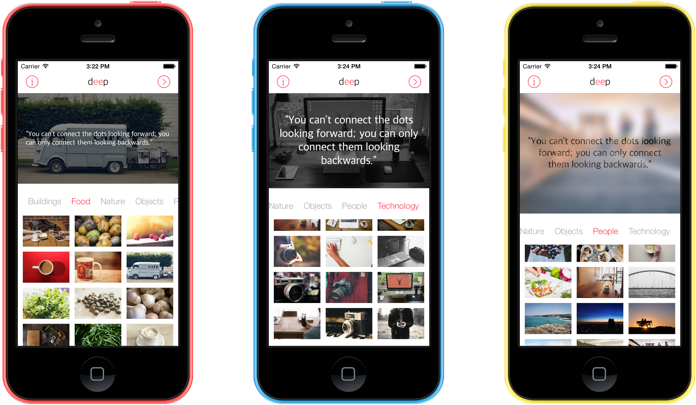 Carrier 3:22 PM
i deep >
"You can't connect the dots looking forward; you
can only connect them looking backwards."
Buildings Food Nature Objects P
Carrier 3:24 PM
i deep >
"You can't connect the dots
looking forward; you can only
connect them looking
backwards."
Nature Objects People Technology
Carrier 3:24 PM
i deep >
"You can't connect the dots looking
forward; you can only connect
them looking backwards."
Nature Objects People Technology